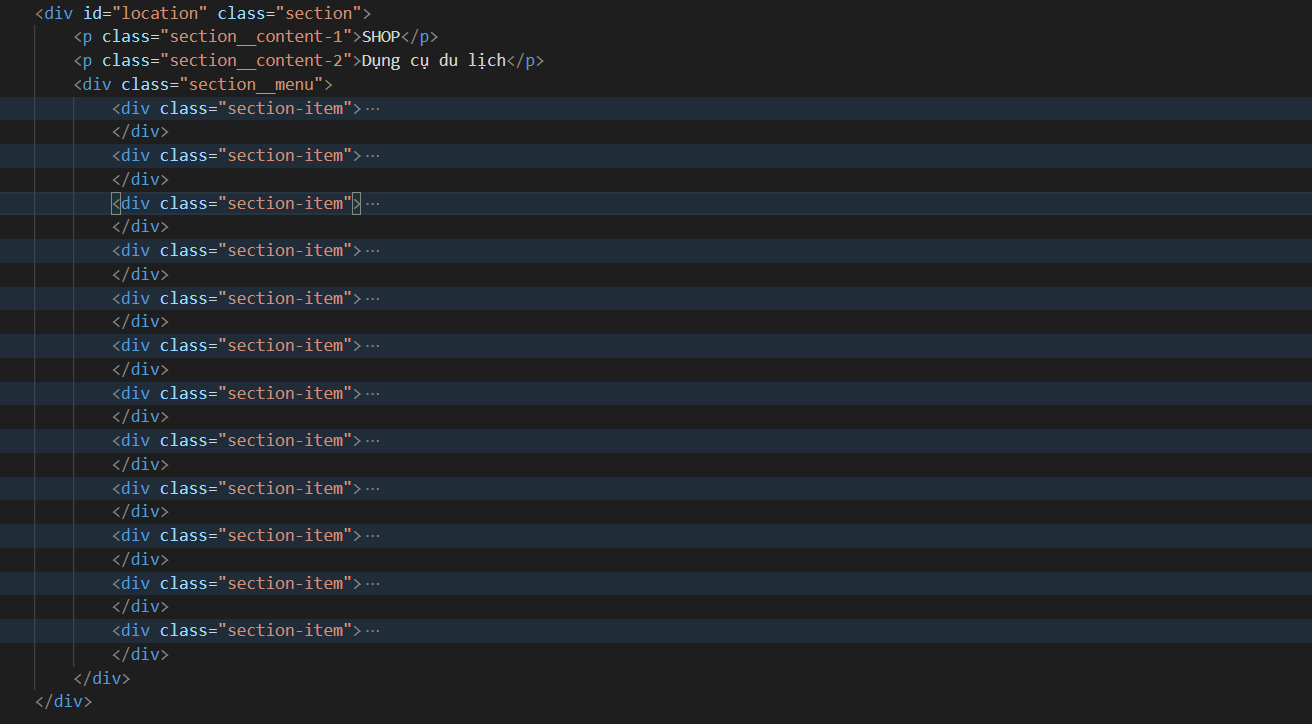 <div id="location" class="section">
<p class="section__content-1">SHOP</p>
<p class="section__content-2">Dụng cụ du lịch</p>
<div class="section__menu">
<div class="section-item">···
</div>
<div class="section-item">···
</div>
<div class="section-item">···
</div>
<div class="section-item">···
</div>
<div class="section-item">···
</div>
<div class="section-item">···
</div>
<div class="section-item">···
</div>
<div class="section-item">···
</div>
<div class="section-item">···
</div>
<div class="section-item">···
</div>
<div class="section-item">···
</div>
<div class="section-item">···
</div>
</div>
</div>